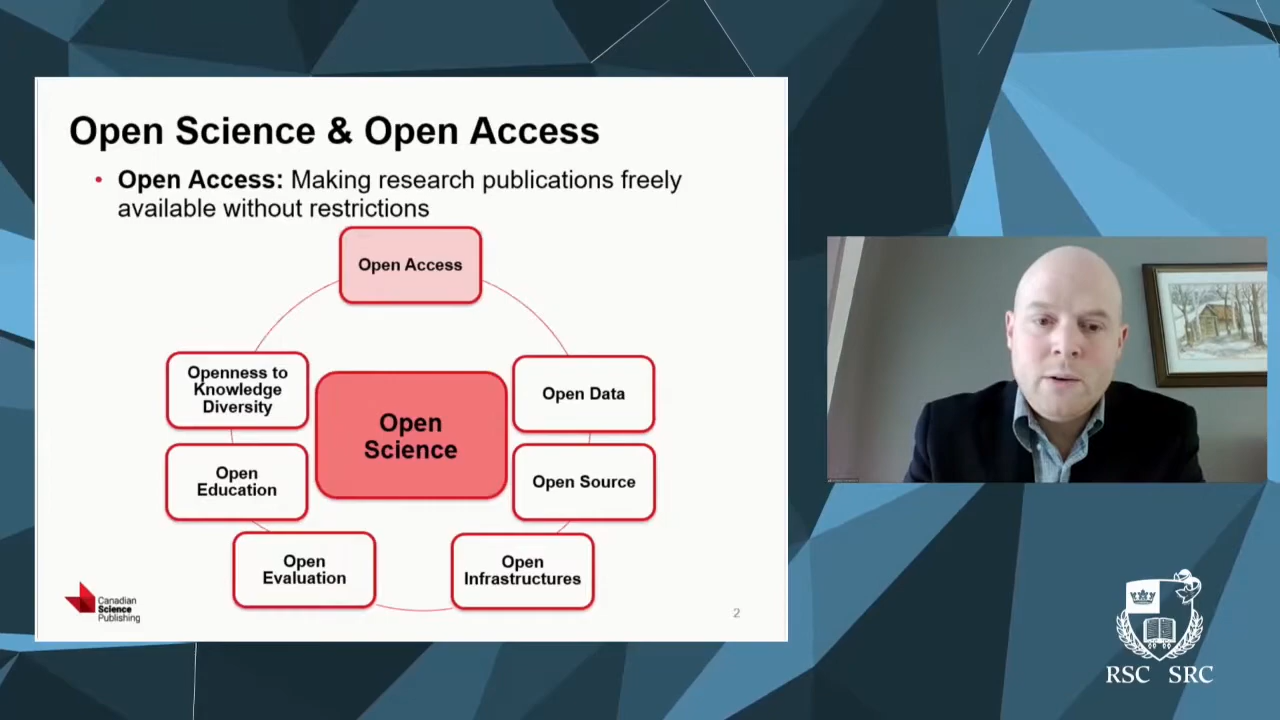 Open Science & Open Access
• Open Access: Making research publications freely
available without restrictions
Open Access
Openness to
Knowledge
Diversity
Open
Science
Open Data
Open
Education
Open Source
Open
Evaluation
Open
Infrastructures
Canadian
Science
Publishing
2
RSC SRC